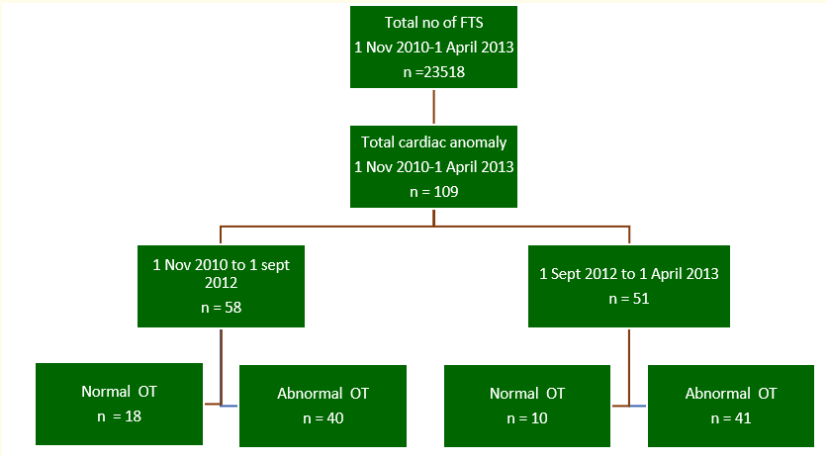 Total no of FTS
1 Nov 2010-1 April 2013
n =23518
Total cardiac anomaly
1 Nov 2010-1 April 2013
n = 109
1 Nov 2010 to 1 sept
2012
n = 58
1 Sept 2012 to 1 April 2013
n = 51
Normal OT
n = 18
Abnormal OT
n = 40
Normal OT
n = 10
Abnormal OT
n = 41